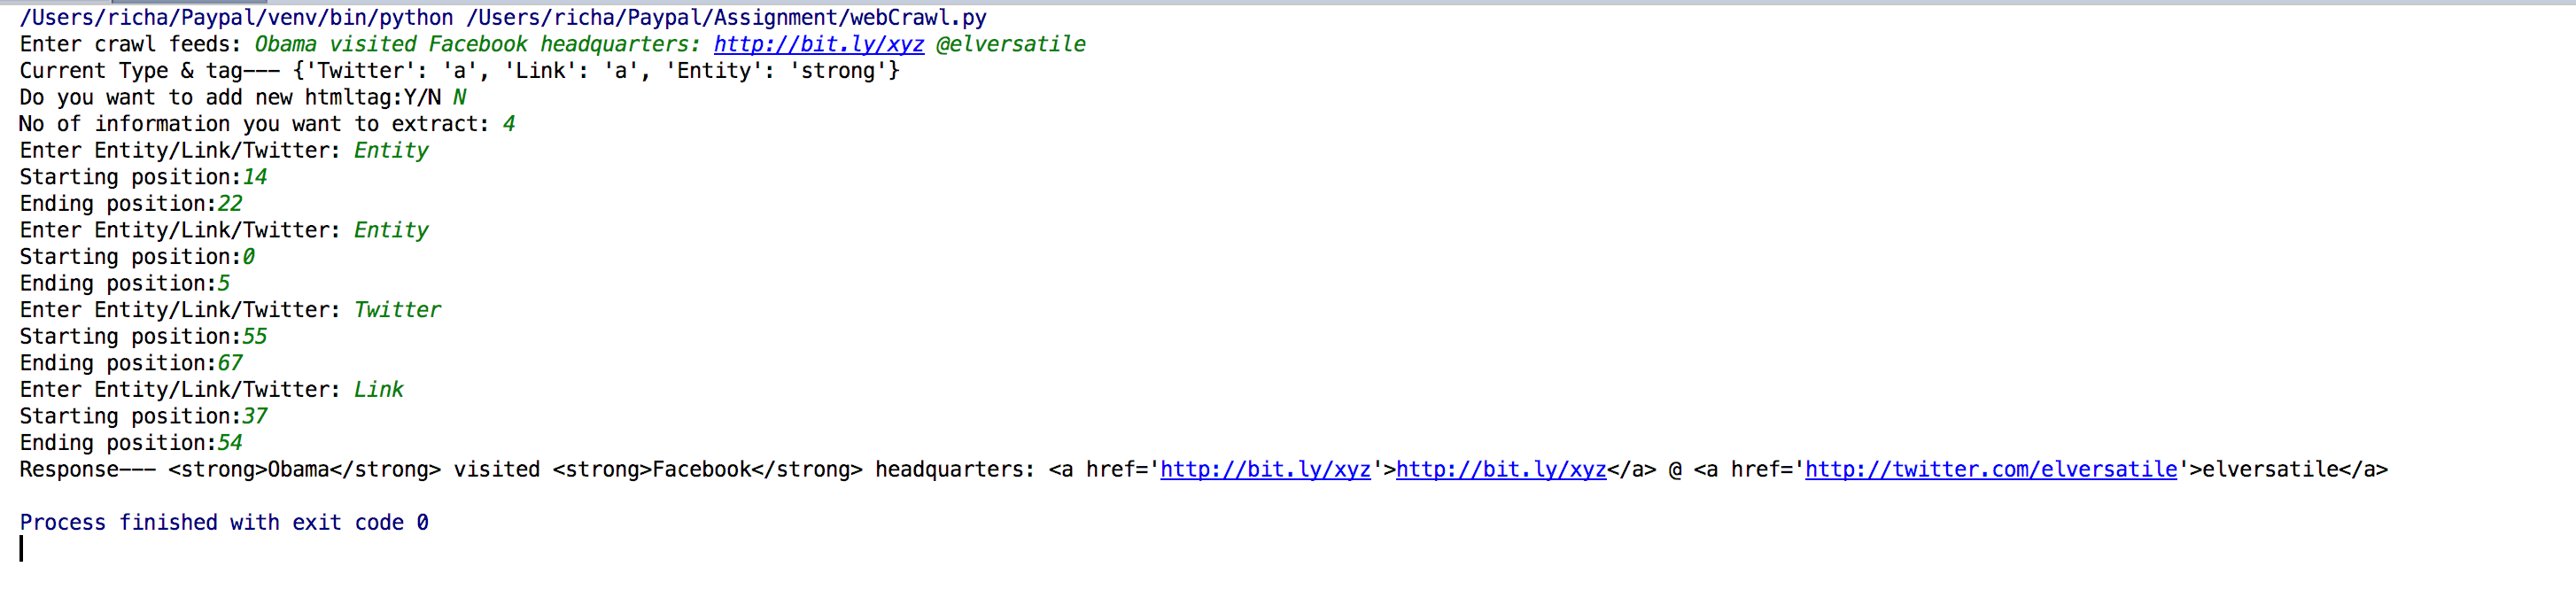 /Users/richa/Paypal/venv/bin/python /Users/richa/Paypal/Assignment/webCrawl.py
Enter crawl feeds: Obama visited Facebook headquarters: http://bit.ly/xyz @elversatile
Current Type & tag--- {'Twitter': 'a', 'Link': 'a', 'Entity': 'strong'}
Do you want to add new htmltag:Y/N N
No of information you want to extract: 4
Enter Entity/Link/Twitter: Entity
Starting position:14
Ending position:22
Enter Entity/Link/Twitter: Entity
Starting position:0
Ending position:5
Enter Entity/Link/Twitter: Twitter
Starting position:55
Ending position:67
Enter Entity/Link/Twitter: Link
Starting position:37
Ending position:54
Response--- <strong>Obama</strong> visited <strong>Facebook</strong> headquarters: <a href='http://bit.ly/xyz'>http://bit.ly/xyz</a> @ <a href='http://twitter.com/elversatile'>elversatile</a>
Process finished with exit code 0